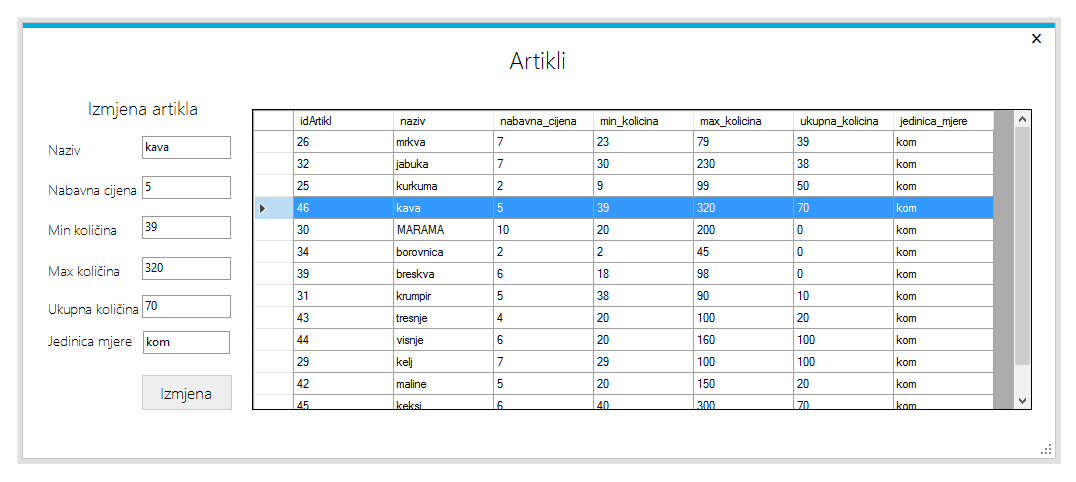 ×
Artikli
Izmjena artikla
Naziv kava
Nabavna cijena 5
Min količina 39
Max količina 320
Ukupna količina 70
Jedinica mjere kom
Izmjena
idArtikl naziv nabavna_cijena min_kolicina max_kolicina ukupna_kolicina jedinica_mjere
26 mrkva 7 23 79 39 kom
32 jabuka 7 30 230 38 kom
25 kurkuma 2 9 99 50 kom
46 kava 5 39 320 70 kom
30 MARAMA 10 20 200 0 kom
34 borovnica 2 2 45 0 kom
39 breskva 6 18 98 0 kom
31 krumpir 5 38 90 10 kom
43 tresnje 4 20 100 20 kom
44 visnje 6 20 160 100 kom
29 kelj 7 29 100 100 kom
42 maline 5 20 150 20 kom
45 keksi 6 40 300 70 kom